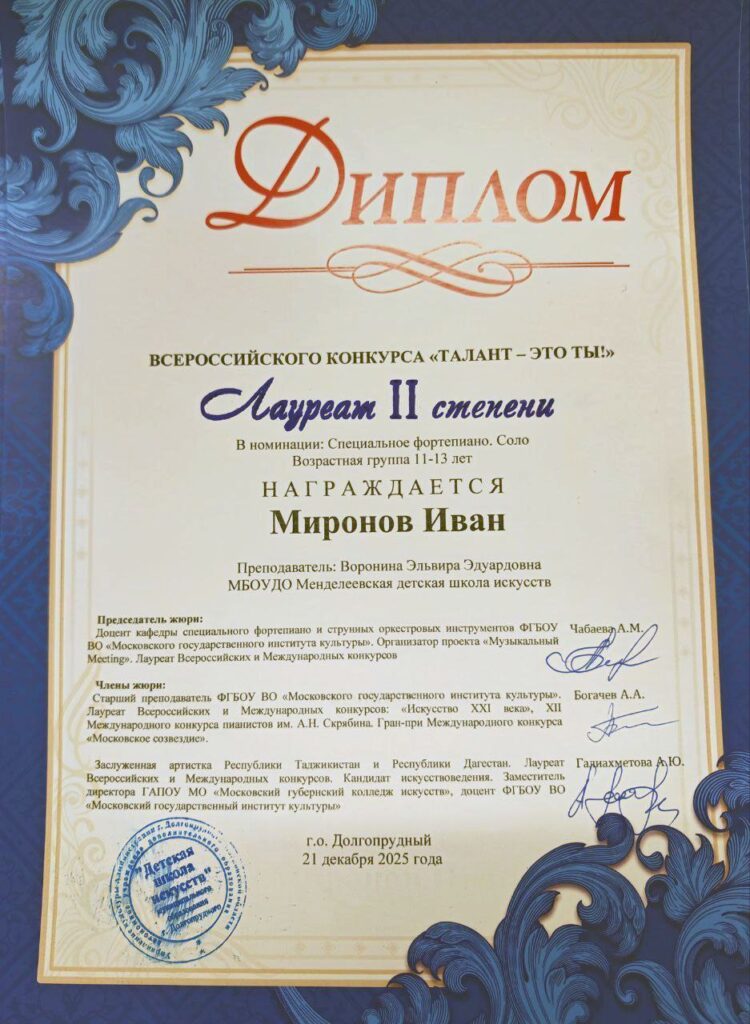 Диплом
ВСЕРОССИЙСКОГО КОНКУРСА «ТАЛАНТ – ЭТО ТЫ!»
Лауреат II степени
В номинации: Специальное фортепиано. Соло
Возрастная группа 11-13 лет
НАГРАЖДАЕТСЯ
Миронов Иван
Преподаватель: Воронина Эльвира Эдуардовна
МБОУДО Менделеевская детская школа искусств
Председатель жюри:
Доцент кафедры специального фортепиано и струнных оркестровых инструментов ФГБОУ Чабаева А.М.
ВО «Московского государственного института культуры». Организатор проекта «Музыкальный
Meeting». Лауреат Всероссийских и Международных конкурсов
Члены жюри:
Старший преподаватель ФГБОУ ВО «Московского государственного института культуры». Богачев А.А.
Лауреат Всероссийских и Международных конкурсов: «Искусство XXI века», XII
Международного конкурса пианистов им. А.Н. Скрябина. Гран-при Международного конкурса
«Московское созвездие».
Заслуженная артистка Республики Таджикистан и Республики Дагестан. Лауреат Галиахметова А.Ю.
Всероссийских и Международных конкурсов. Кандидат искусствоведения. Заместитель
директора ГАПОУ МО «Московский губернский колледж искусств», доцент ФГБОУ ВО
«Московский государственный институт культуры»
г.о. Долгопрудный
21 декабря 2025 года
"Детская
школа
искусств"
г. Долгопрудного